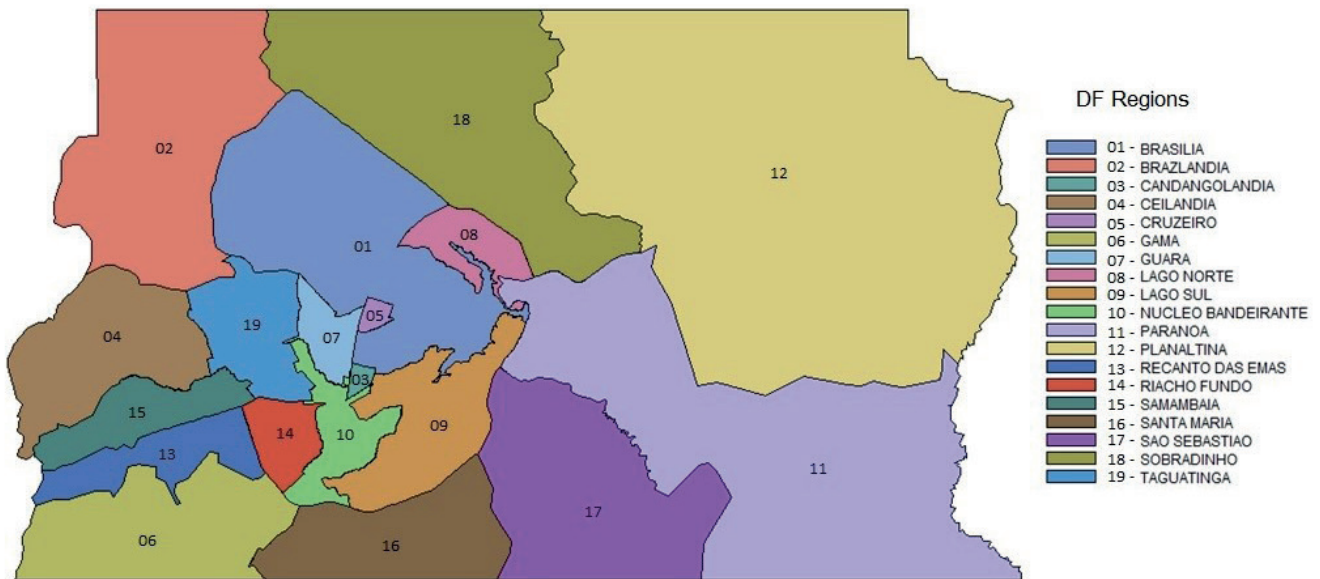 DF Regions
01 - BRASILIA
02 - BRAZLANDIA
03 - CANDANGOLANDIA
04 - CEILANDIA
05 - CRUZEIRO
06 - GAMA
07 - GUARA
08 - LAGO NORTE
09 - LAGO SUL
10 - NUCLEO BANDEIRANTE
11 - PARANOA
12 - PLANALTINA
13 - RECANTO DAS EMAS
14 - RIACHO FUNDO
15 - SAMAMBAIA
16 - SANTA MARIA
17 - SAO SEBASTIAO
18 - SOBRADINHO
19 - TAGUATINGA
18
02
12
08
01
05
19
04
07
03
15
09
14
10
13
11
17
06
16